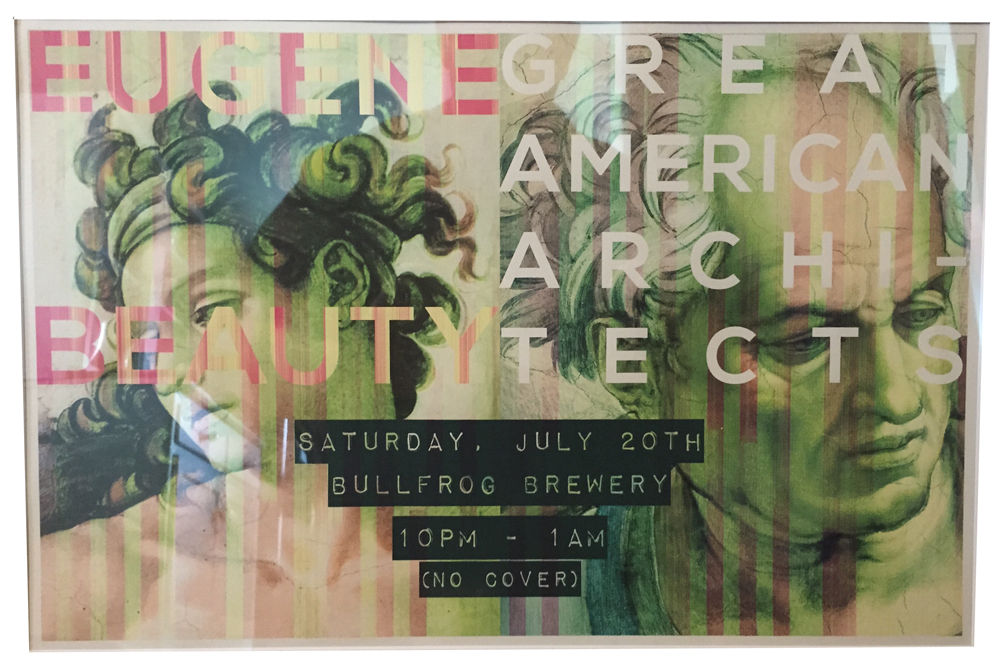 EUGENE
BEAUTY
GREAT
AMERICAN
ARCHI-
TECTS
SATURDAY, JULY 20TH
BULLFROG BREWERY
10PM - 1AM
(NO COVER)